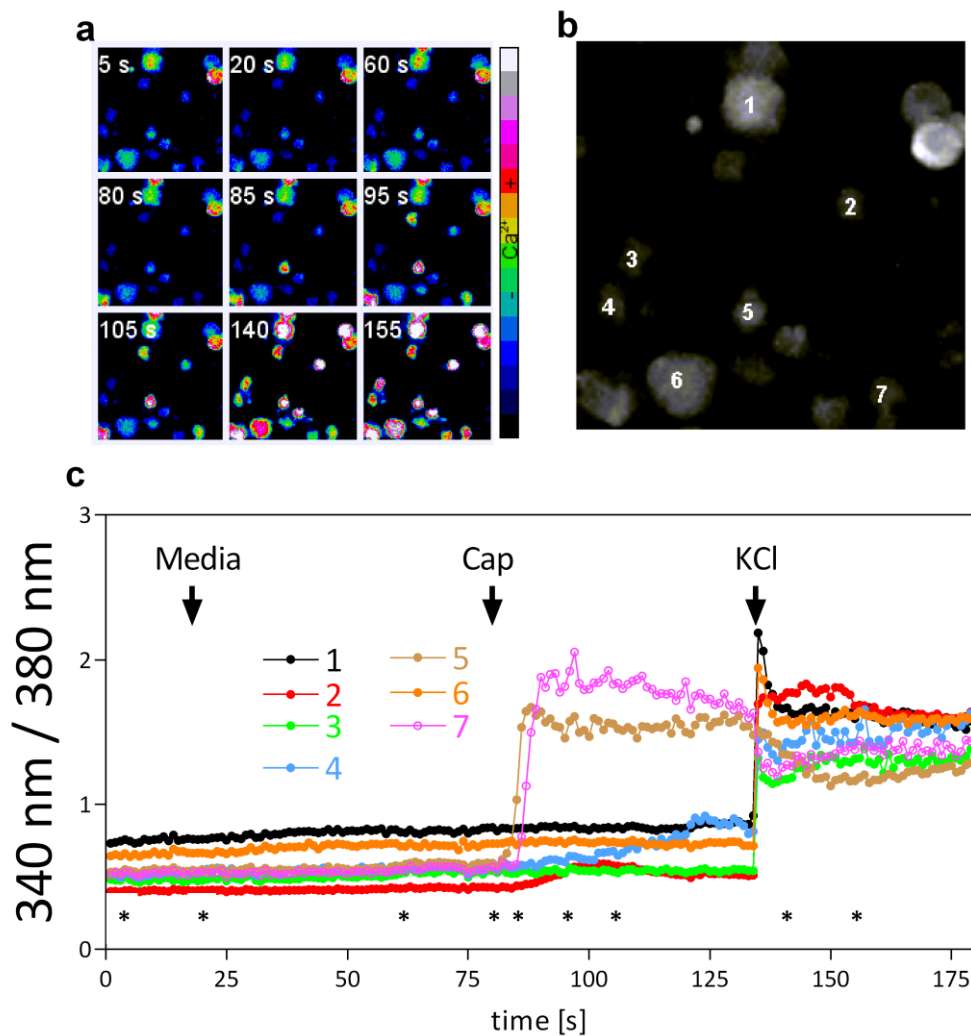 a
5 s
20 s
60 s
80 s
85 s
95 s
105 s
140 s
155
Ca2+
-
+
b
1
2
3
4
5
6
7
c
3
2
1
0
340 nm / 380 nm
Media
Cap
KCl
1
2
3
4
5
6
7
* * * * * * * * *
0 25 50 75 100 125 150 175
time [s]